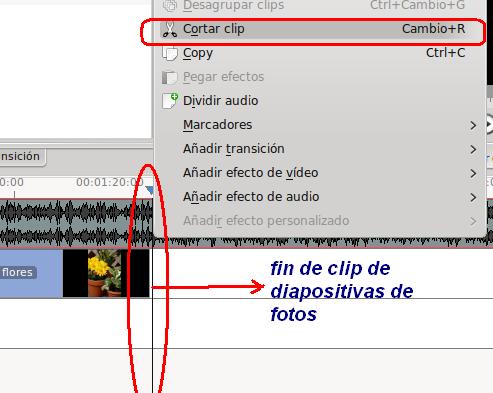 Desagrupar clips Ctrl+Cambio+G
Cortar clip Cambio+R
Copy Ctrl+C
Pegar efectos
Dividir audio
Marcadores
Añadir transición
Añadir efecto de vídeo
Añadir efecto de audio
Añadir efecto personalizado
nsición
0:00 00:01:20:00
flores
fin de clip de
diapositivas de
fotos